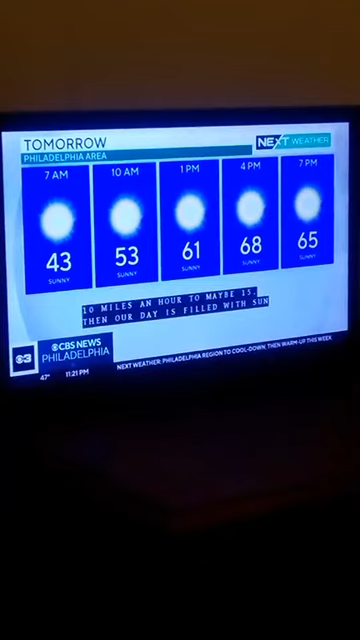 TOMORROW
NEXT WEATHER
PHILADELPHIA AREA
7 AM 10 AM 1 PM 4 PM 7 PM
43 53 61 68 65
SUNNY SUNNY SUNNY SUNNY SUNNY
10 MILES AN HOUR TO MAYBE 15.
THEN OUR DAY IS FILLED WITH SUN
3 CBS NEWS
PHILADELPHIA
47° 11:21 PM NEXT WEATHER: PHILADELPHIA REGION TO COOL-DOWN, THEN WARM-UP THIS WEEK